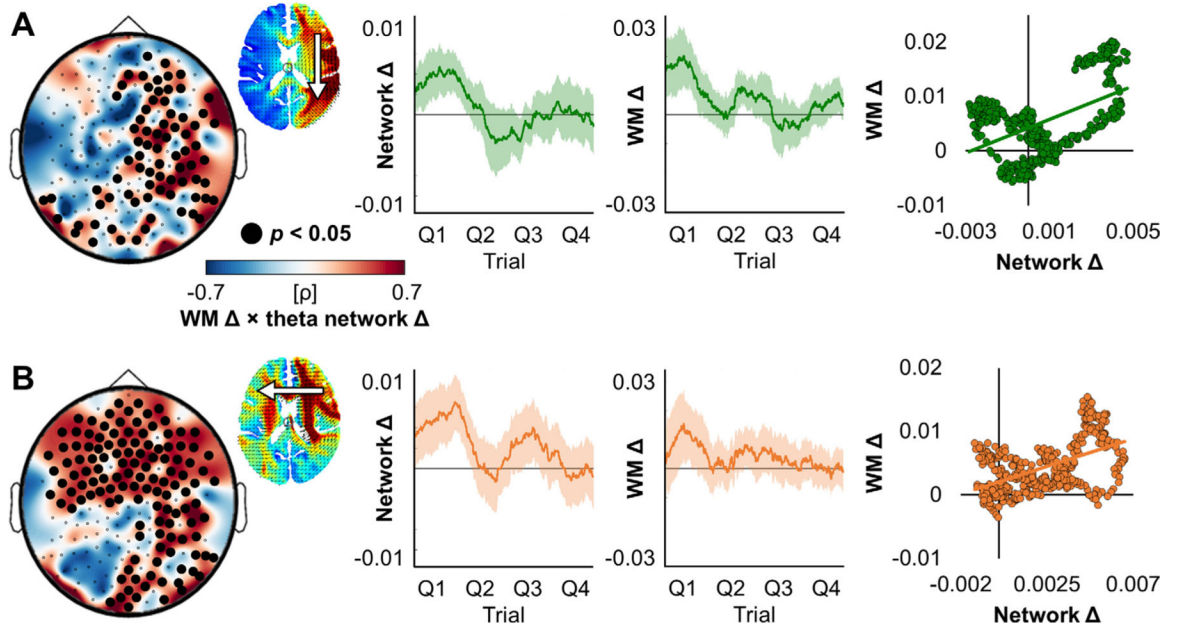 A
p < 0.05
-0.7 [ρ] 0.7
WM Δ × theta network Δ
0.01
Network Δ
-0.01
Q1 Q2 Q3 Q4
Trial
0.03
WM Δ
-0.03
Q1 Q2 Q3 Q4
Trial
0.02
0.01
WM Δ
0
-0.01
-0.003 0.001 0.005
Network Δ
B
0.01
Network Δ
-0.01
Q1 Q2 Q3 Q4
Trial
0.03
WM Δ
-0.03
Q1 Q2 Q3 Q4
Trial
0.02
0.01
WM Δ
0
-0.01
-0.002 0.0025 0.007
Network Δ